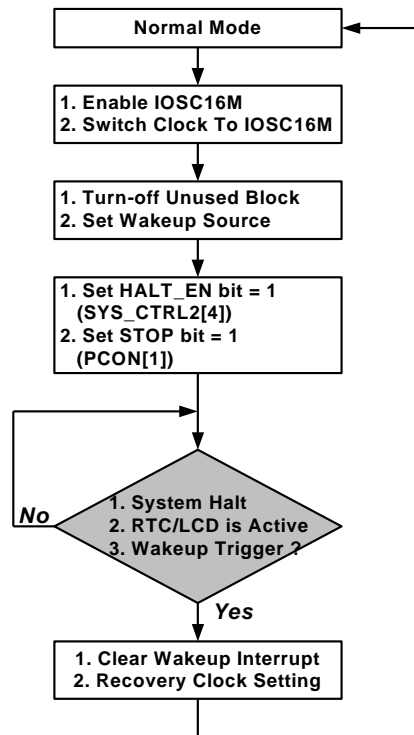 Normal Mode
1. Enable IOSC16M
2. Switch Clock To IOSC16M
1. Turn-off Unused Block
2. Set Wakeup Source
1. Set HALT_EN bit = 1
(SYS_CTRL2[4])
2. Set STOP bit = 1
(PCON[1])
1. System Halt
2. RTC/LCD is Active
3. Wakeup Trigger ?
No
Yes
1. Clear Wakeup Interrupt
2. Recovery Clock Setting